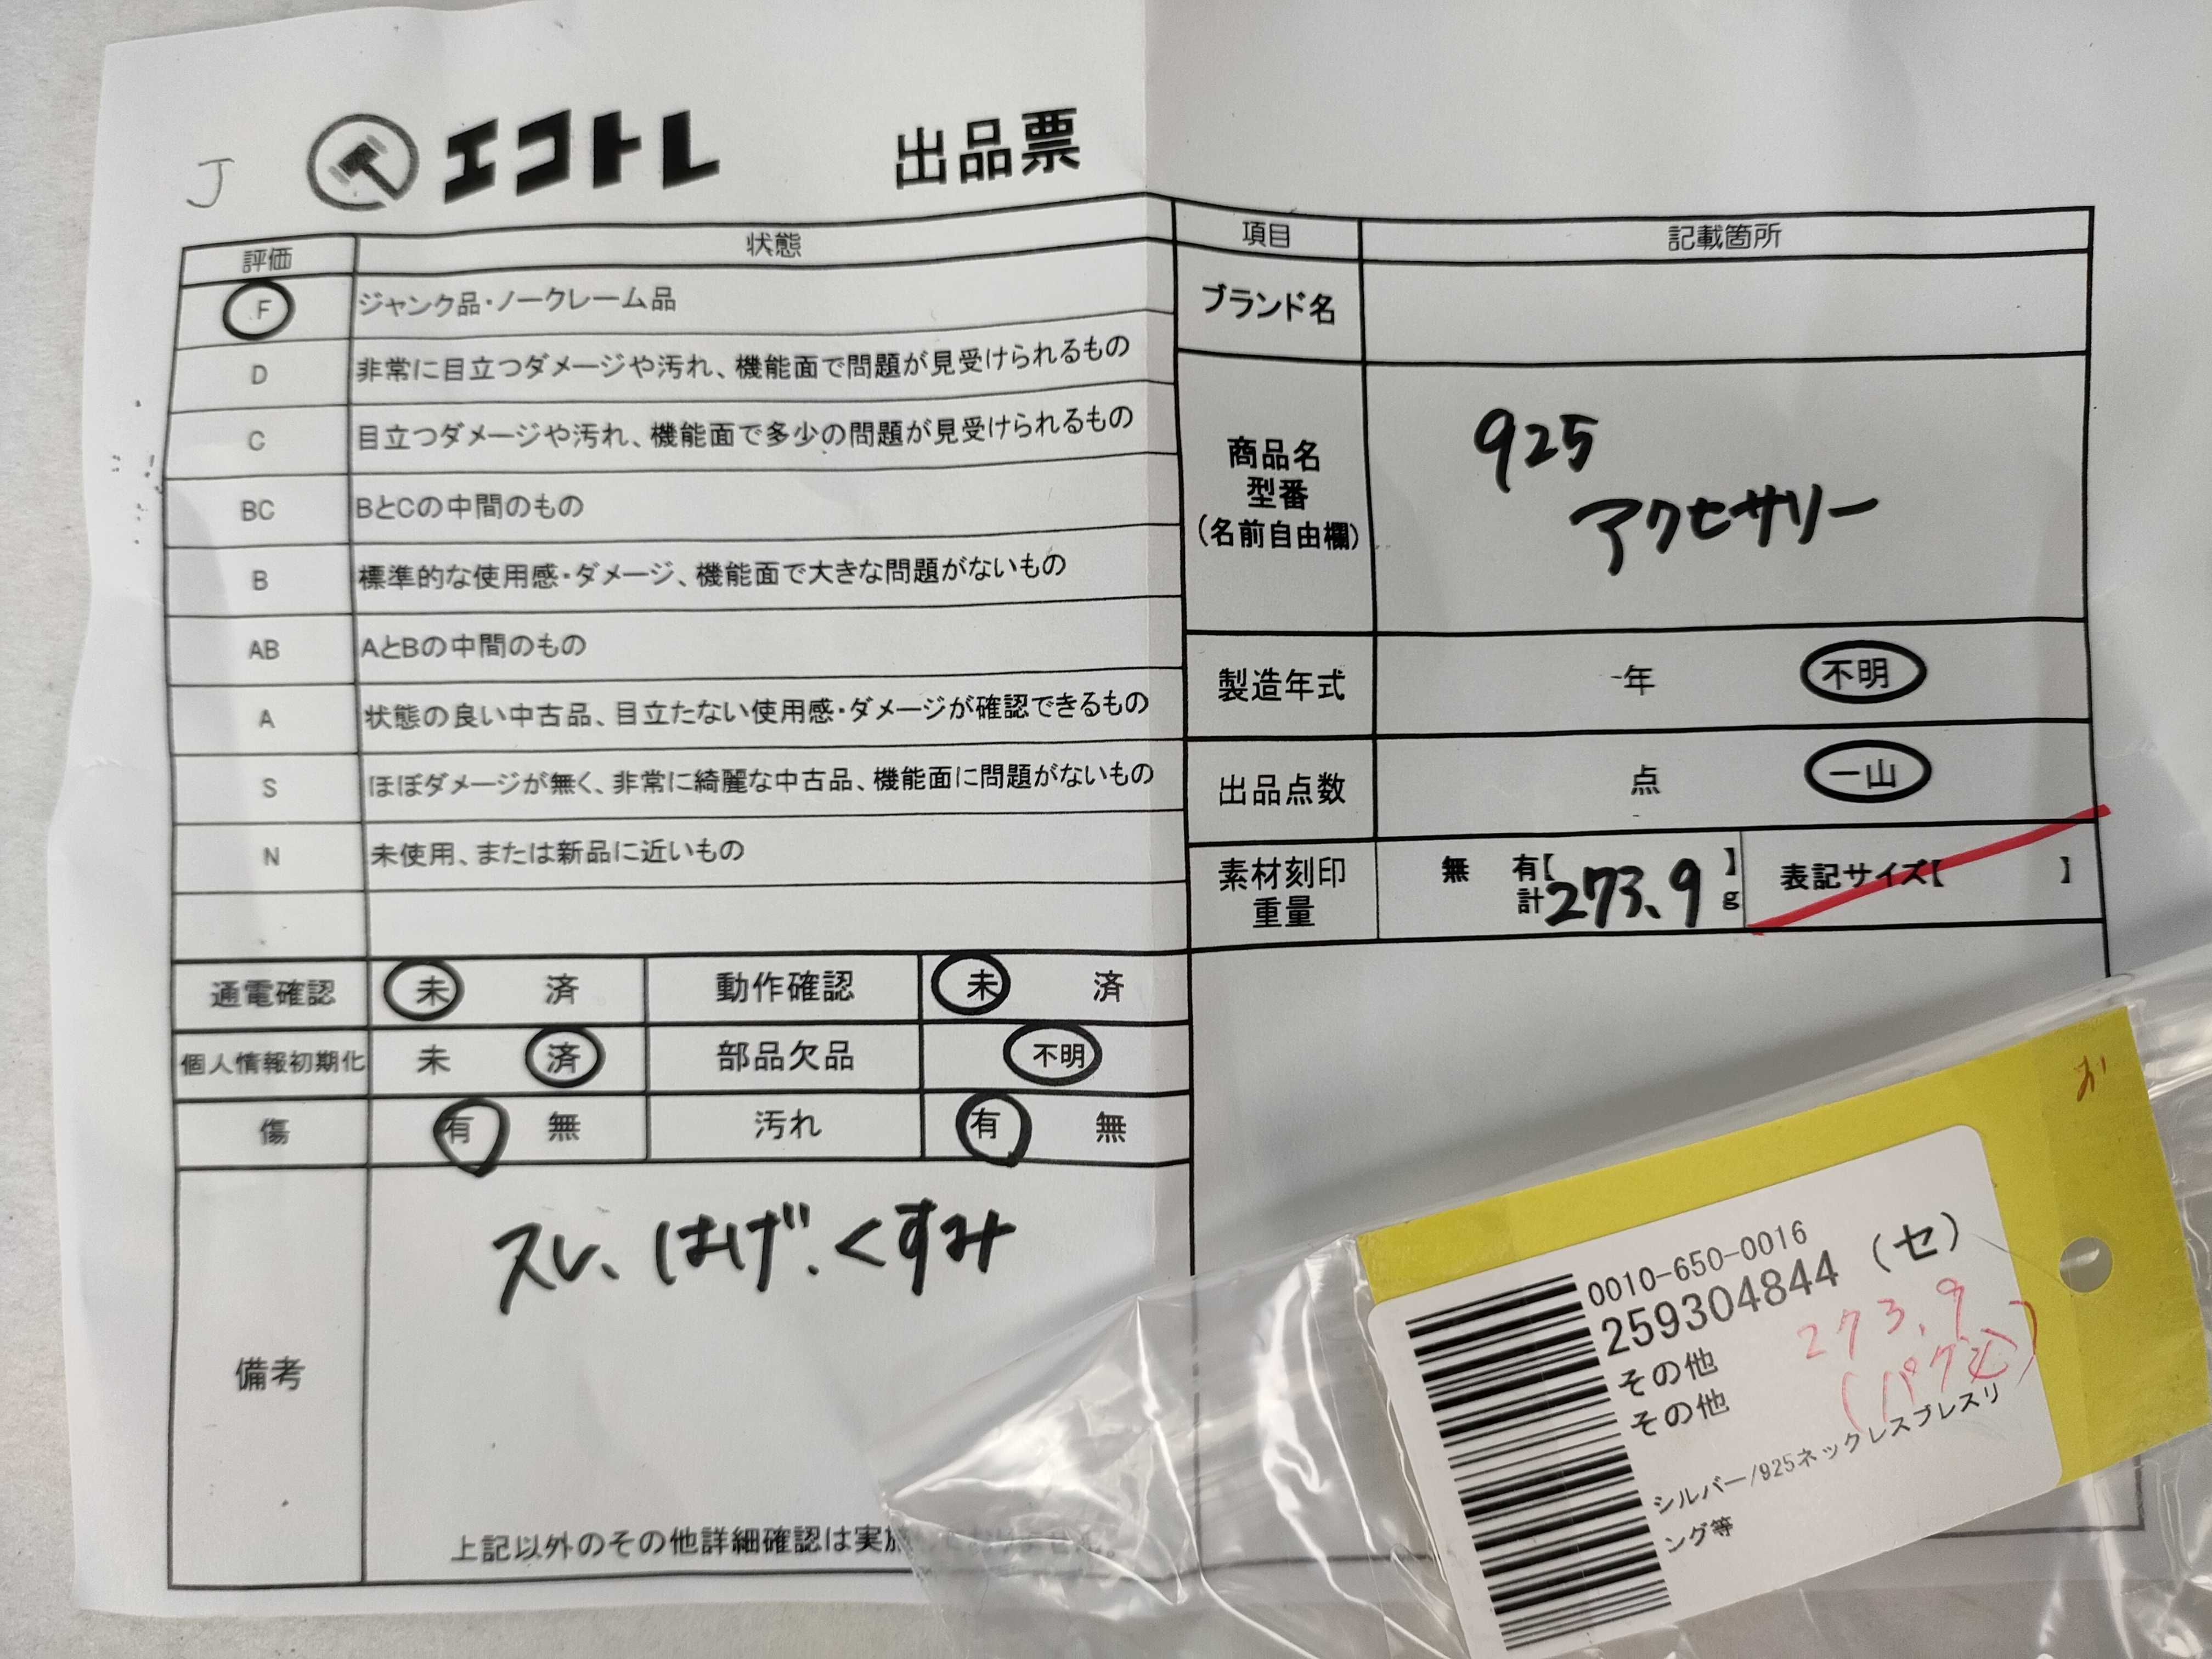 J
エコトレ 出品票
評価 状態
F ジャンク品・ノークレーム品
D 非常に目立つダメージや汚れ、機能面で問題が見受けられるもの
C 目立つダメージや汚れ、機能面で多少の問題が見受けられるもの
BC BとCの中間のもの
B 標準的な使用感・ダメージ、機能面で大きな問題がないもの
AB AとBの中間のもの
A 状態の良い中古品、目立たない使用感・ダメージが確認できるもの
S ほぼダメージが無く、非常に綺麗な中古品、機能面に問題がないもの
N 未使用、または新品に近いもの
通電確認 未 済 動作確認 未 済
個人情報初期化 未 済 部品欠品 不明
傷 有 無 汚れ 有 無
備考
スレ、はげ、くすみ
上記以外のその他詳細確認は実施
項目 記載箇所
ブランド名
商品名
型番
(名前自由欄)
925
アクセサリー
製造年式 年 不明
出品点数 点 一山
素材刻印
重量
無 有【 】
計273.9g
表記サイズ【 】
0010-650-0016
259304844 (セ)
その他
その他
273.9
(パケ込)
シルバー/925ネックレスブレスリ
ング等